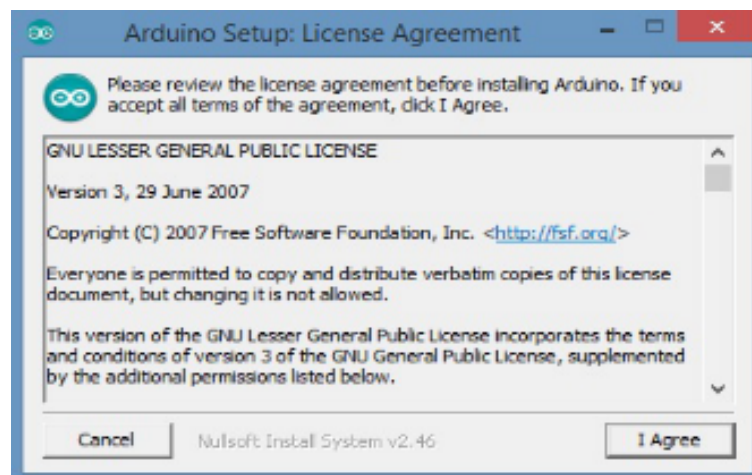 Arduino Setup: License Agreement
Please review the license agreement before installing Arduino. If you
accept all terms of the agreement, click I Agree.
GNU LESSER GENERAL PUBLIC LICENSE
Version 3, 29 June 2007
Copyright (C) 2007 Free Software Foundation, Inc. <http://fsf.org/>
Everyone is permitted to copy and distribute verbatim copies of this license
document, but changing it is not allowed.
This version of the GNU Lesser General Public License incorporates the terms
and conditions of version 3 of the GNU General Public License, supplemented
by the additional permissions listed below.
Cancel
Nullsoft Install System v2.46
I Agree